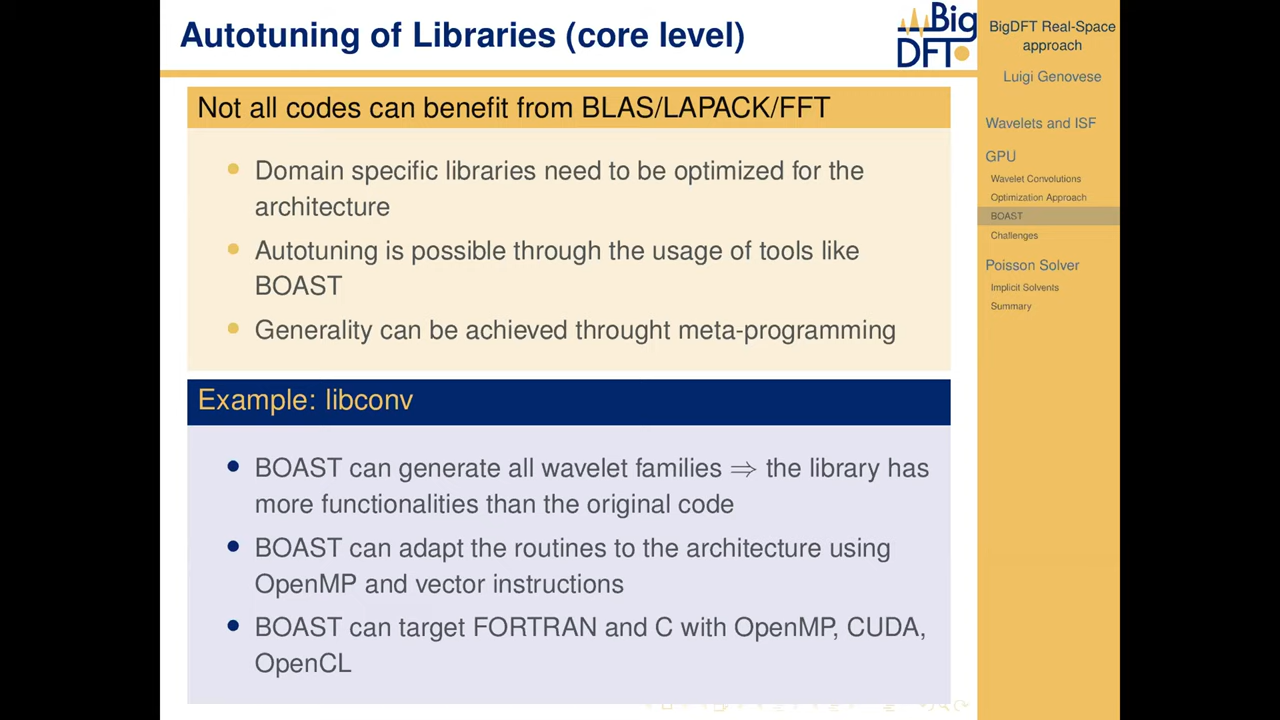 Autotuning of Libraries (core level)
Big
DFT
Not all codes can benefit from BLAS/LAPACK/FFT
Domain specific libraries need to be optimized for the
architecture
Autotuning is possible through the usage of tools like
BOAST
Generality can be achieved throught meta-programming
Example: libconv
BOAST can generate all wavelet families ⇒ the library has
more functionalities than the original code
BOAST can adapt the routines to the architecture using
OpenMP and vector instructions
BOAST can target FORTRAN and C with OpenMP, CUDA,
OpenCL
BigDFT Real-Space
approach
Luigi Genovese
Wavelets and ISF
GPU
Wavelet Convolutions
Optimization Approach
BOAST
Challenges
Poisson Solver
Implicit Solvents
Summary